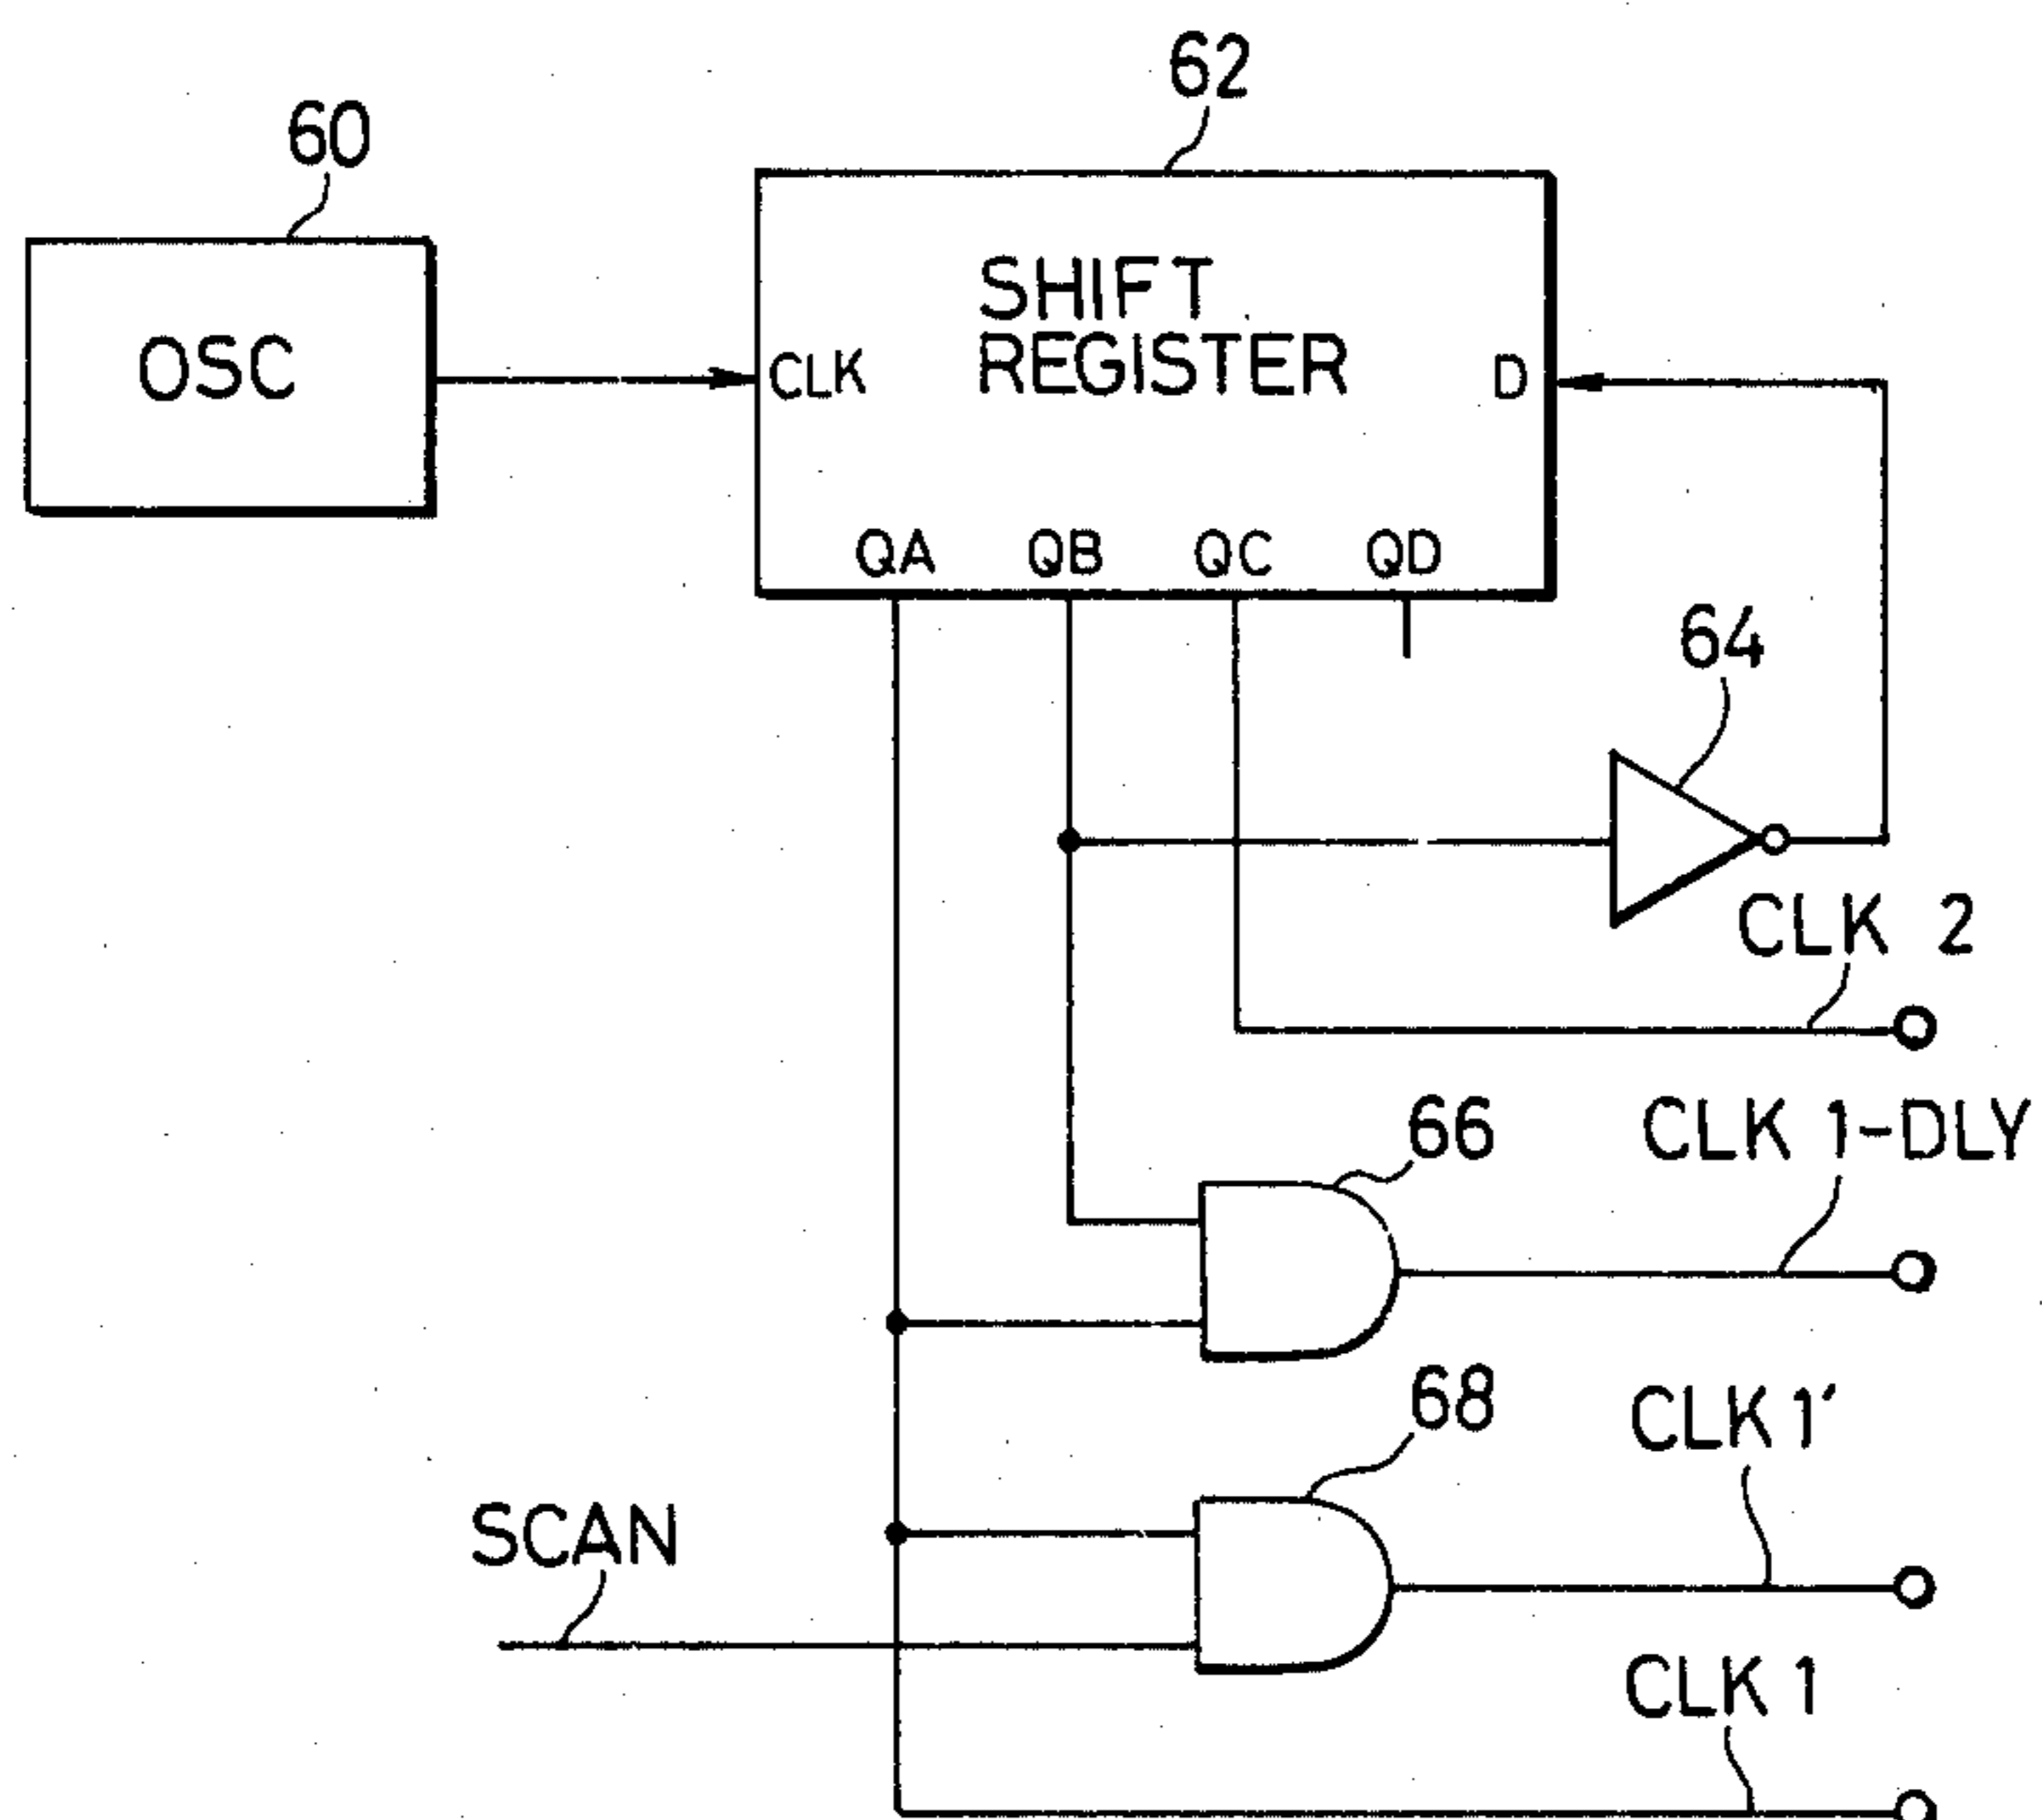 62
60
SHIFT
REGISTER
OSC
CLK
D
QA QB QC QD
64
CLK 2
66
CLK 1-DLY
68
CLK 1'
SCAN
CLK 1